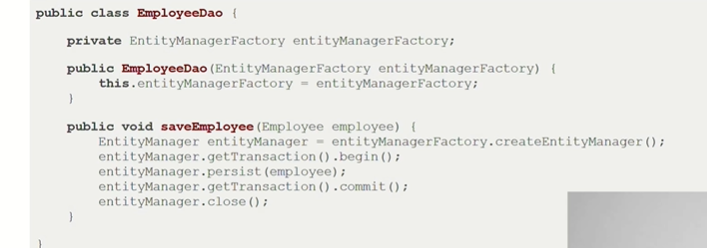 public class EmployeeDao {
private EntityManagerFactory entityManagerFactory;
public EmployeeDao(EntityManagerFactory entityManagerFactory) {
this.entityManagerFactory = entityManagerFactory;
}
public void saveEmployee(Employee employee) {
EntityManager entityManager = entityManagerFactory.createEntityManager();
entityManager.getTransaction().begin();
entityManager.persist(employee);
entityManager.getTransaction().commit();
entityManager.close();
}
}